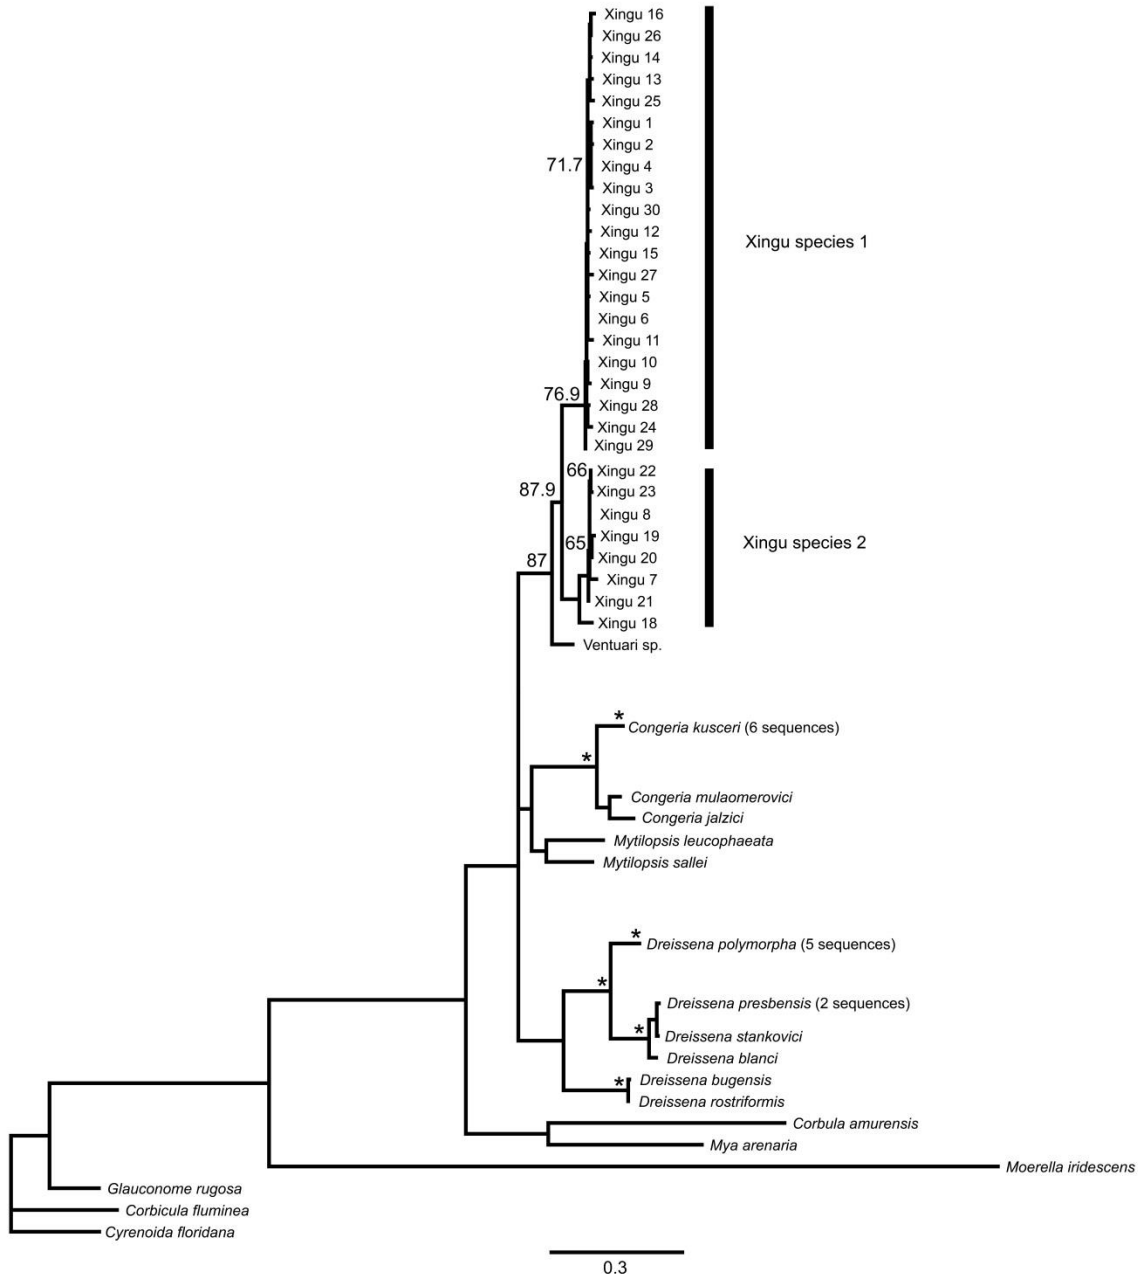 Xingu 16
Xingu 26
Xingu 14
Xingu 13
Xingu 25
Xingu 1
Xingu 2
71.7
Xingu 4
Xingu 3
Xingu 30
Xingu 12
Xingu species 1
Xingu 15
Xingu 27
Xingu 5
Xingu 6
Xingu 11
Xingu 10
Xingu 9
76.9
Xingu 28
Xingu 24
Xingu 29
66
Xingu 22
87.9
Xingu 23
Xingu 8
Xingu 19
65
Xingu species 2
Xingu 20
87
Xingu 7
Xingu 21
Xingu 18
Ventuari sp.
*
Congeria kusceri (6 sequences)
*
Congeria mulaomerovici
Congeria jalzici
Mytilopsis leucophaeata
Mytilopsis sallei
*
Dreissena polymorpha (5 sequences)
*
Dreissena presbensis (2 sequences)
*
Dreissena stankovici
Dreissena blanci
*
Dreissena bugensis
Dreissena rostriformis
Corbula amurensis
Mya arenaria
Moerella iridescens
Glauconome rugosa
Corbicula fluminea
Cyrenoida floridana
0.3